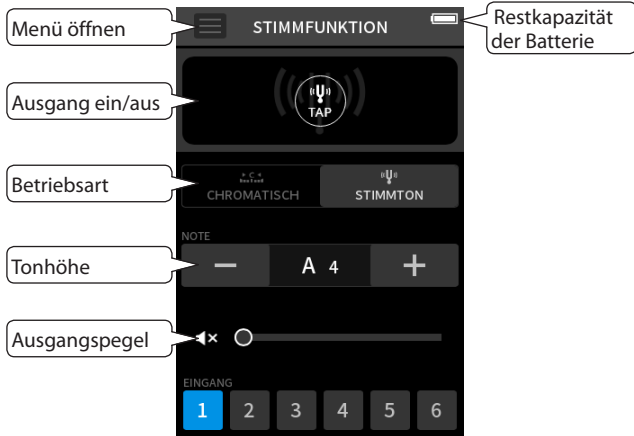 Menü öffnen
STIMMFUNKTION
Restkapazität
der Batterie
Ausgang ein/aus
TAP
Betriebsart
C
CHROMATISCH
STIMMTON
NOTE
Tonhöhe
− A 4 +
Ausgangspegel
EINGANG
1 2 3 4 5 6